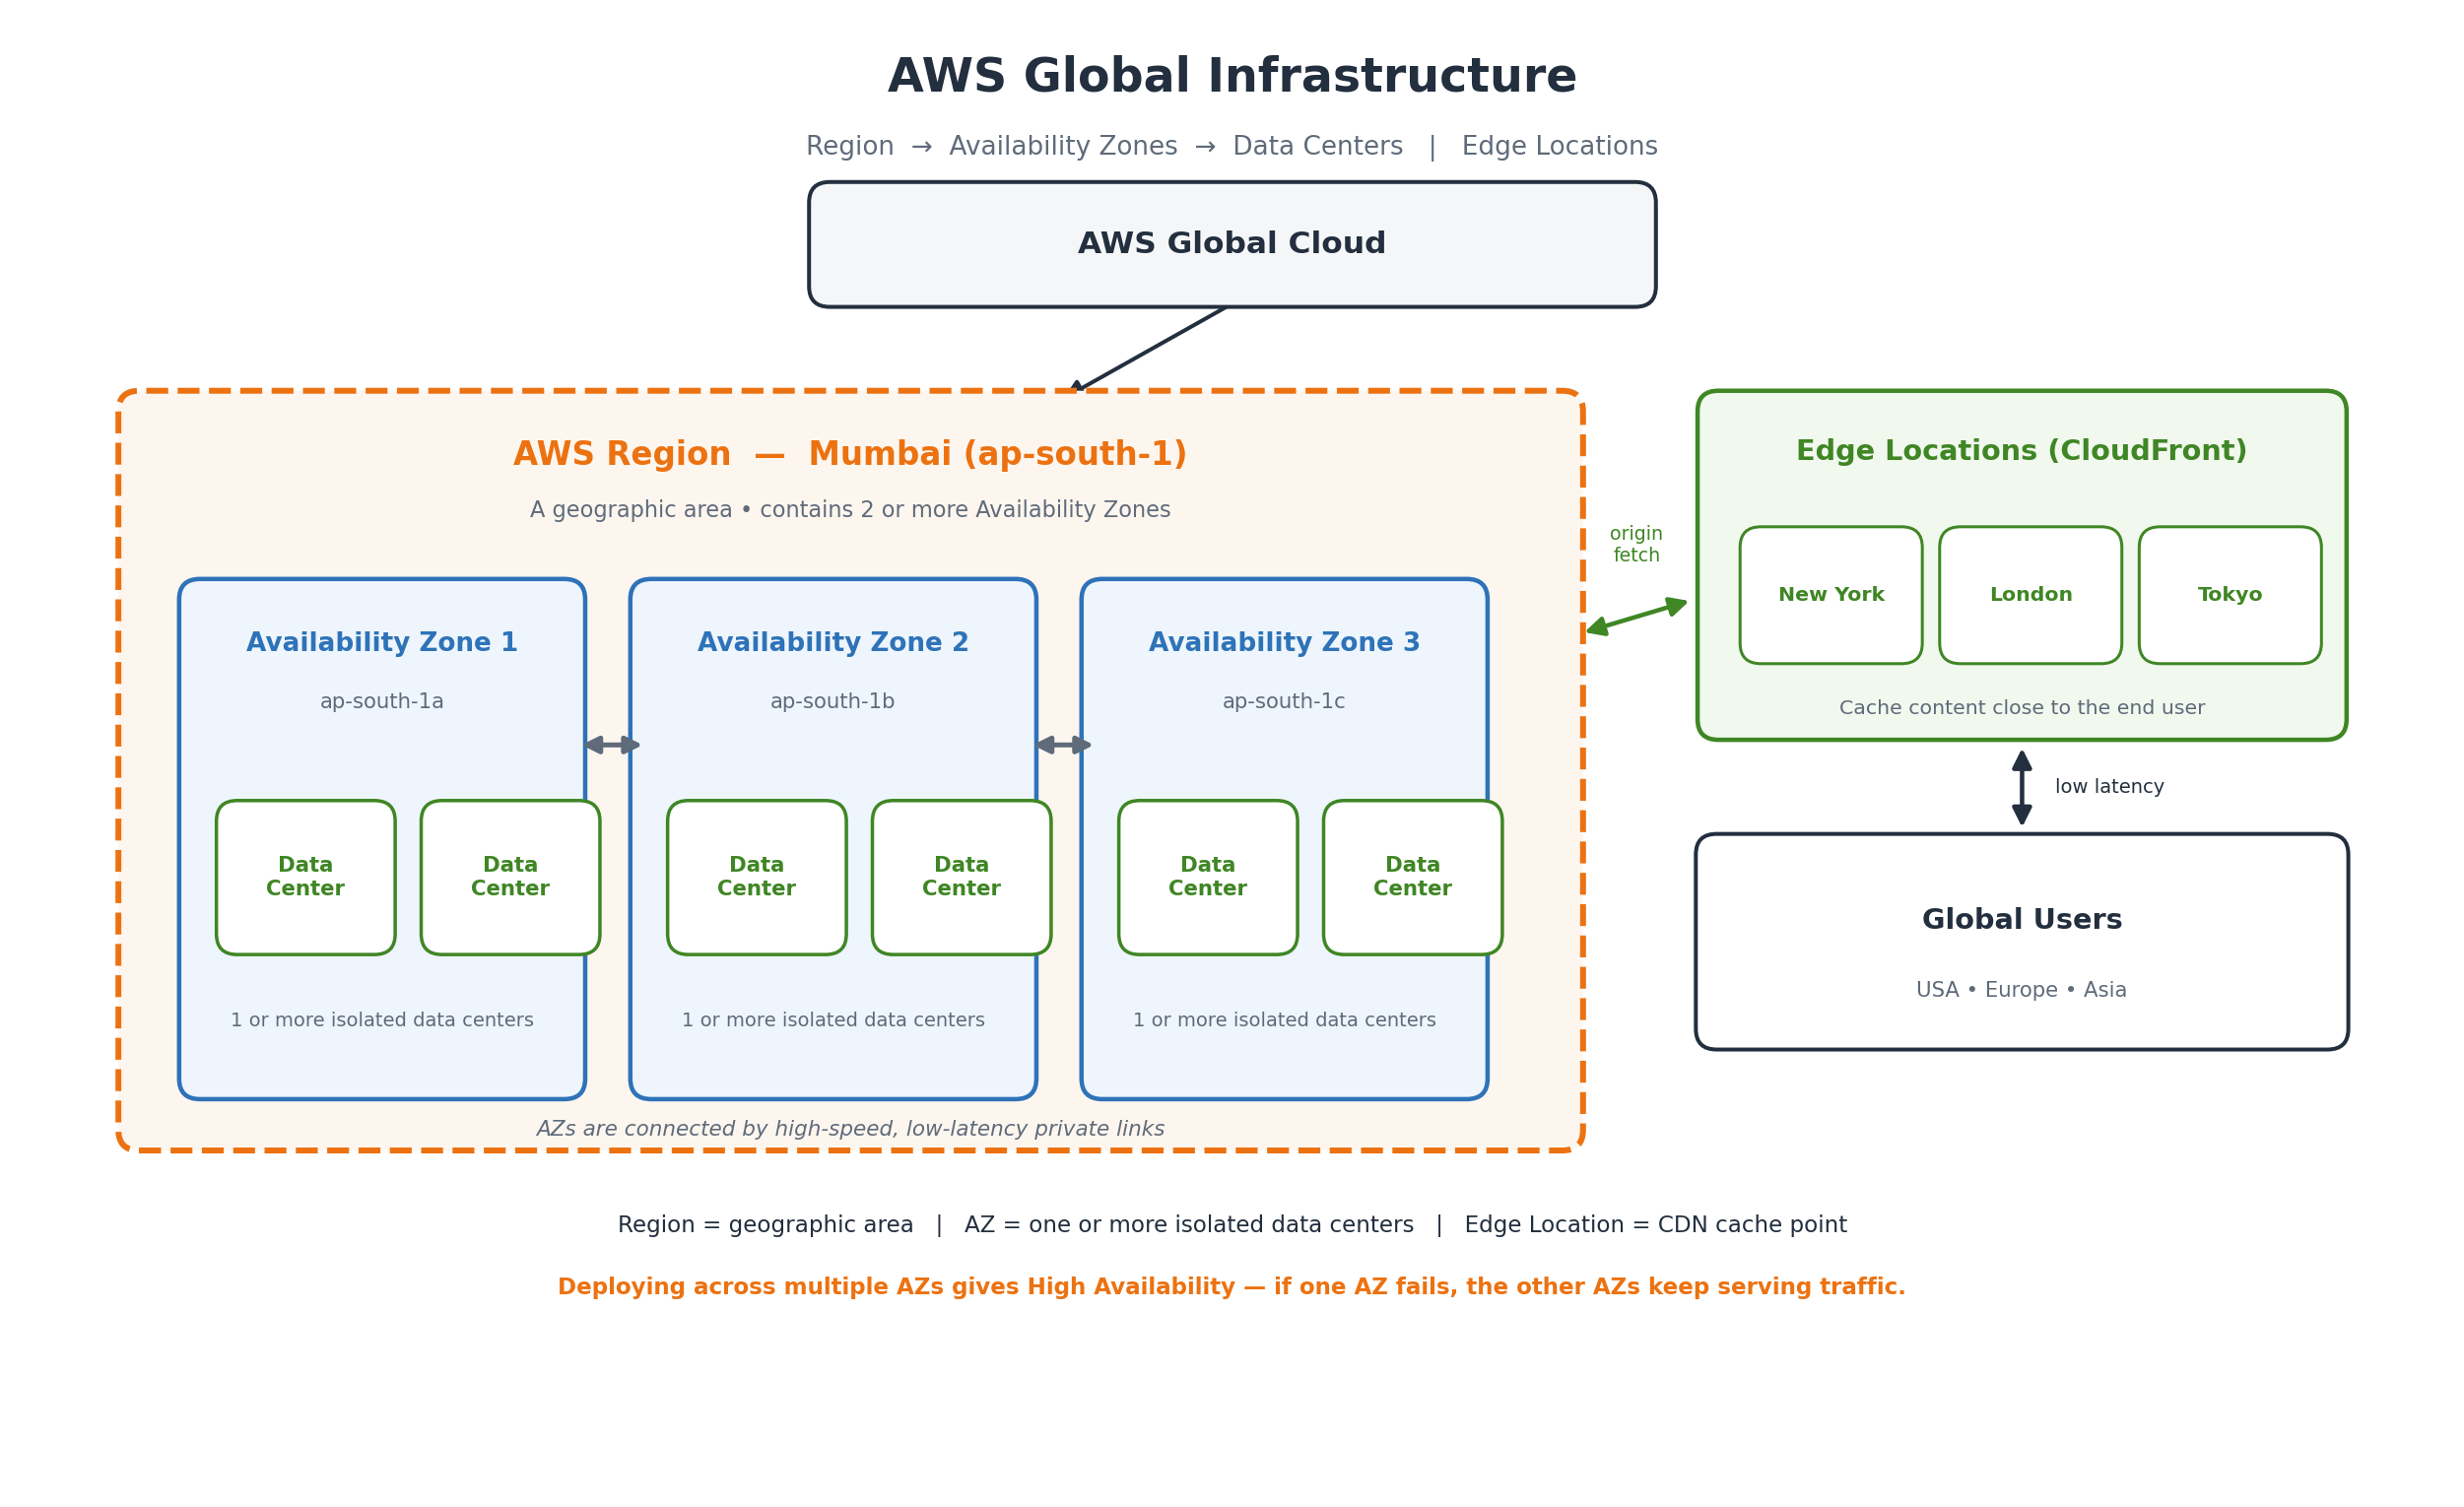 AWS Global Infrastructure
Region → Availability Zones → Data Centers | Edge Locations
AWS Global Cloud
AWS Region — Mumbai (ap-south-1)
A geographic area • contains 2 or more Availability Zones
Availability Zone 1
ap-south-1a
Data
Center
Data
Center
1 or more isolated data centers
Availability Zone 2
ap-south-1b
Data
Center
Data
Center
1 or more isolated data centers
Availability Zone 3
ap-south-1c
Data
Center
Data
Center
1 or more isolated data centers
AZs are connected by high-speed, low-latency private links
origin
fetch
Edge Locations (CloudFront)
New York
London
Tokyo
Cache content close to the end user
low latency
Global Users
USA • Europe • Asia
Region = geographic area | AZ = one or more isolated data centers | Edge Location = CDN cache point
Deploying across multiple AZs gives High Availability — if one AZ fails, the other AZs keep serving traffic.